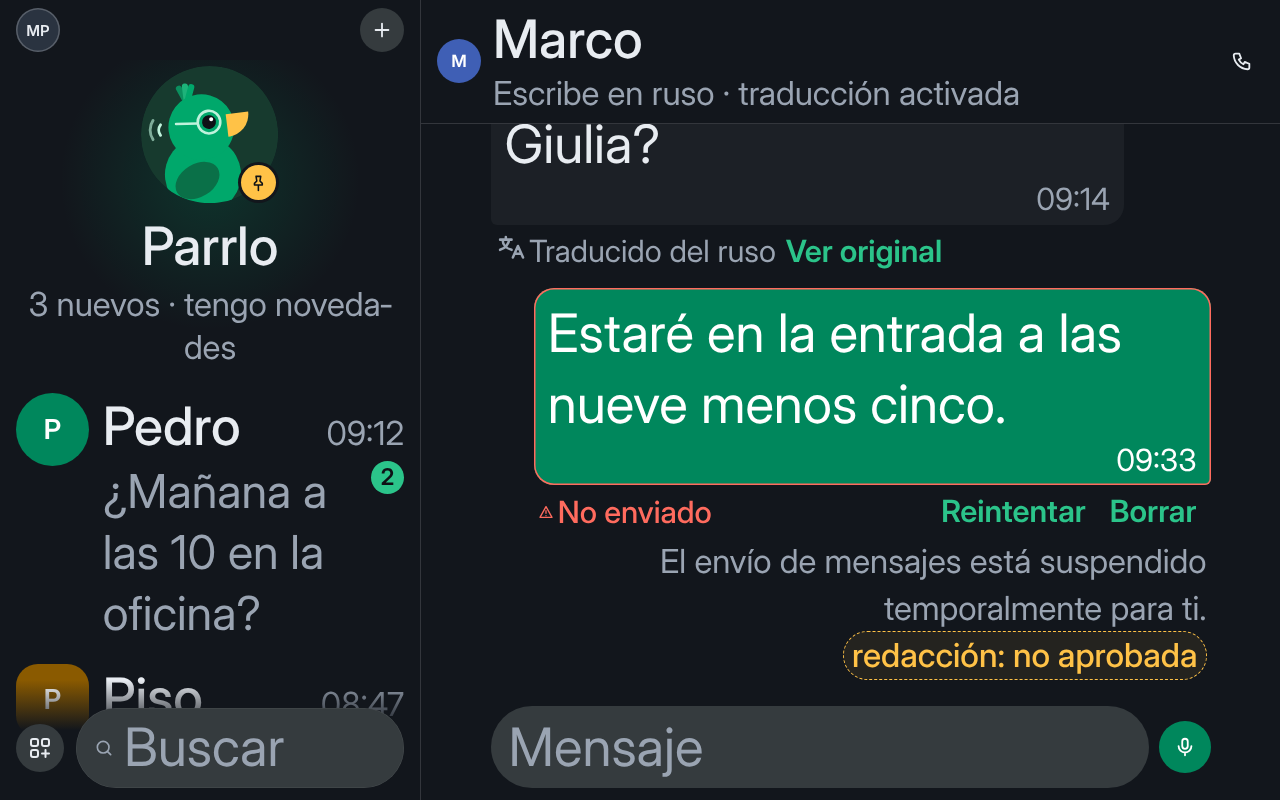 MP
Parrlo
3 nuevos · tengo noveda-
des
P
Pedro
09:12
¿Mañana a
las 10 en la
oficina?
2
P
Piso
08:47
Buscar
M
Marco
Escribe en ruso · traducción activada
Giulia?
09:14
Traducido del ruso Ver original
Estaré en la entrada a las
nueve menos cinco.
09:33
No enviado
Reintentar Borrar
El envío de mensajes está suspendido
temporalmente para ti.
redacción: no aprobada
Mensaje